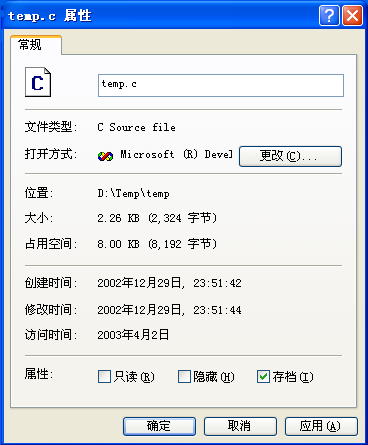 temp.c 属性
常规
C
temp.c
文件类型: C Source file
打开方式: Microsoft (R) Devel 更改(C)...
位置: D:\Temp\temp
大小: 2.26 KB (2,324 字节)
占用空间: 8.00 KB (8,192 字节)
创建时间: 2002年12月29日, 23:51:42
修改时间: 2002年12月29日, 23:51:44
访问时间: 2003年4月2日
属性: 只读(R) 隐藏(H) 存档(I)
确定 取消 应用(A)